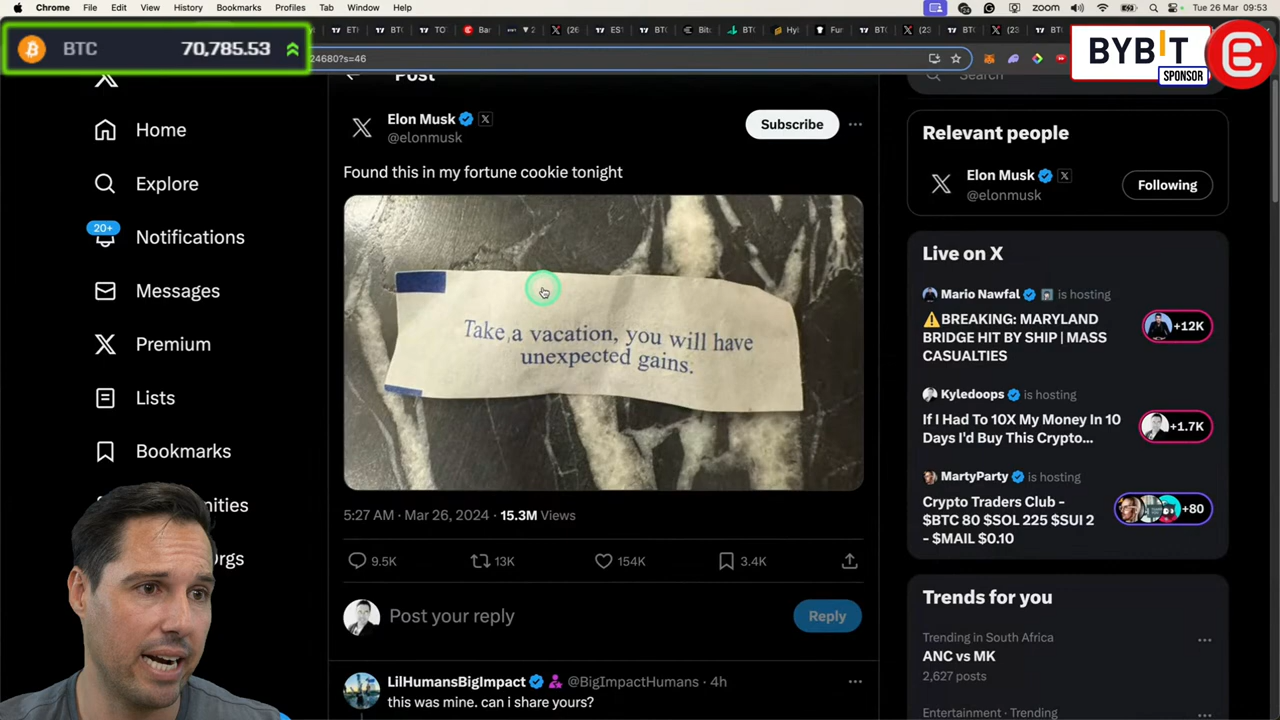 Chrome File Edit View History Bookmarks Profiles Tab Window Help
zoom Tue 26 Mar 09:53
BTC 70,785.53
24680?s=46
BYBIT
SPONSOR
Post
Search
Home
Explore
20+
Notifications
Messages
Premium
Lists
Bookmarks
Elon Musk
@elonmusk
Subscribe
Found this in my fortune cookie tonight
Take a vacation, you will have
unexpected gains.
5:27 AM · Mar 26, 2024 · 15.3M Views
9.5K 13K 154K 3.4K
Post your reply
Reply
LilHumansBigImpact @BigImpactHumans · 4h
this was mine. can i share yours?
Relevant people
Elon Musk
@elonmusk
Following
Live on X
Mario Nawfal is hosting
⚠️BREAKING: MARYLAND
BRIDGE HIT BY SHIP | MASS
CASUALTIES
+12K
Kyledoops is hosting
If I Had To 10X My Money In 10
Days I'd Buy This Crypto...
+1.7K
MartyParty is hosting
Crypto Traders Club -
$BTC 80 $SOL 225 $SUI 2
- $MAIL $0.10
+80
Trends for you
Trending in South Africa
ANC vs MK
2,627 posts
Entertainment · Trending